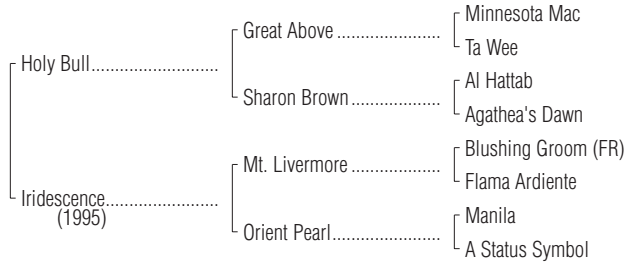 Minnesota Mac
Great Above
Ta Wee
Holy Bull
Al Hattab
Sharon Brown
Agathea's Dawn
Blushing Groom (FR)
Mt. Livermore
Flama Ardiente
Iridescence
(1995)
Manila
Orient Pearl
A Status Symbol